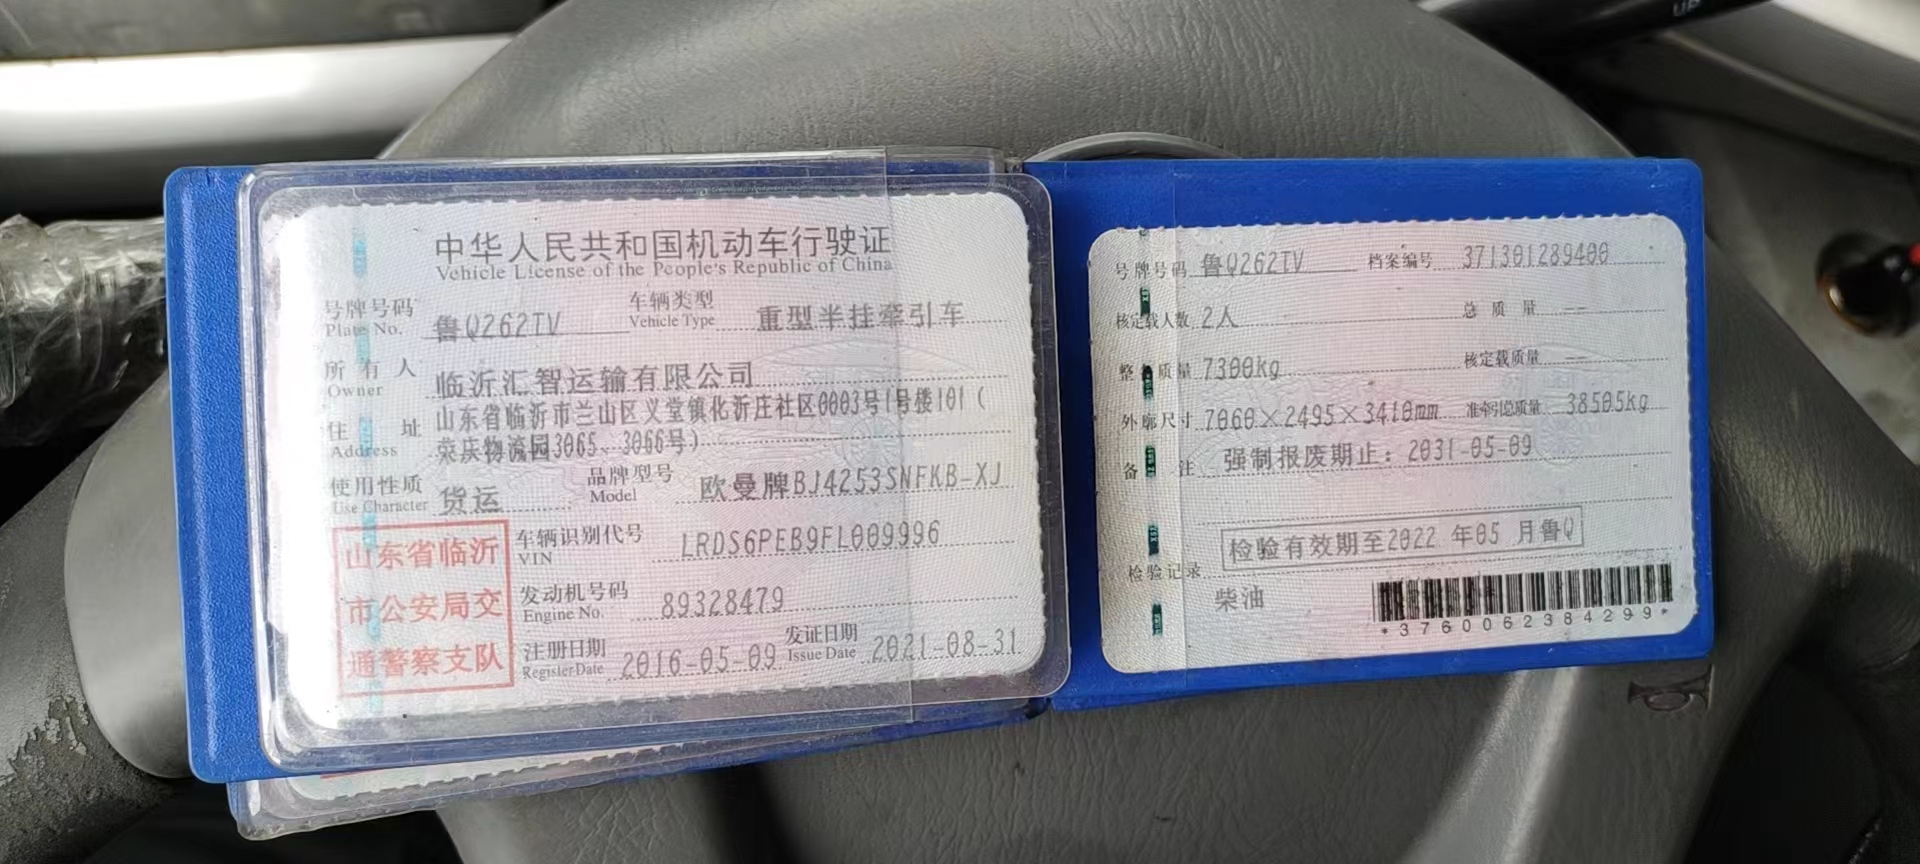 中华人民共和国机动车行驶证
Vehicle License of the People's Republic of China
号牌号码 Plate No. 鲁Q262TV 车辆类型 Vehicle Type 重型半挂牵引车
所有人 Owner 临沂汇智运输有限公司
住址 Address 山东省临沂市兰山区义堂镇化沂庄社区0003号1号楼101(
荣庆物流园3065、3066号)
使用性质 Use Character 货运 品牌型号 Model 欧曼牌BJ4253SNFKB-XJ
山东省临沂
市公安局交
通警察支队
车辆识别代号 VIN LRDS6PEB9FL009996
发动机号码 Engine No. 89328479
注册日期 Register Date 2016-05-09 发证日期 Issue Date 2021-08-31
号牌号码 鲁Q262TV 档案编号 371301289400
核定载人数 2人 总质量 --
整备质量 7300kg 核定载质量 --
外廓尺寸 7060×2495×3410mm 准牵引总质量 38505kg
备注 强制报废期止：2031-05-09
检验有效期至2022年05月鲁Q
检验记录
柴油
*3760062384299*